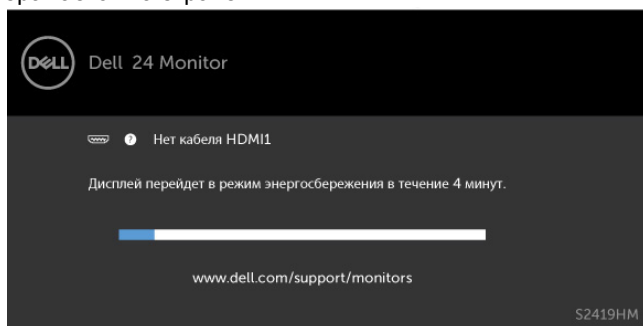 DELL
Dell 24 Monitor
Нет кабеля HDMI1
Дисплей перейдет в режим энергосбережения в течение 4 минут.
www.dell.com/support/monitors
S2419HM